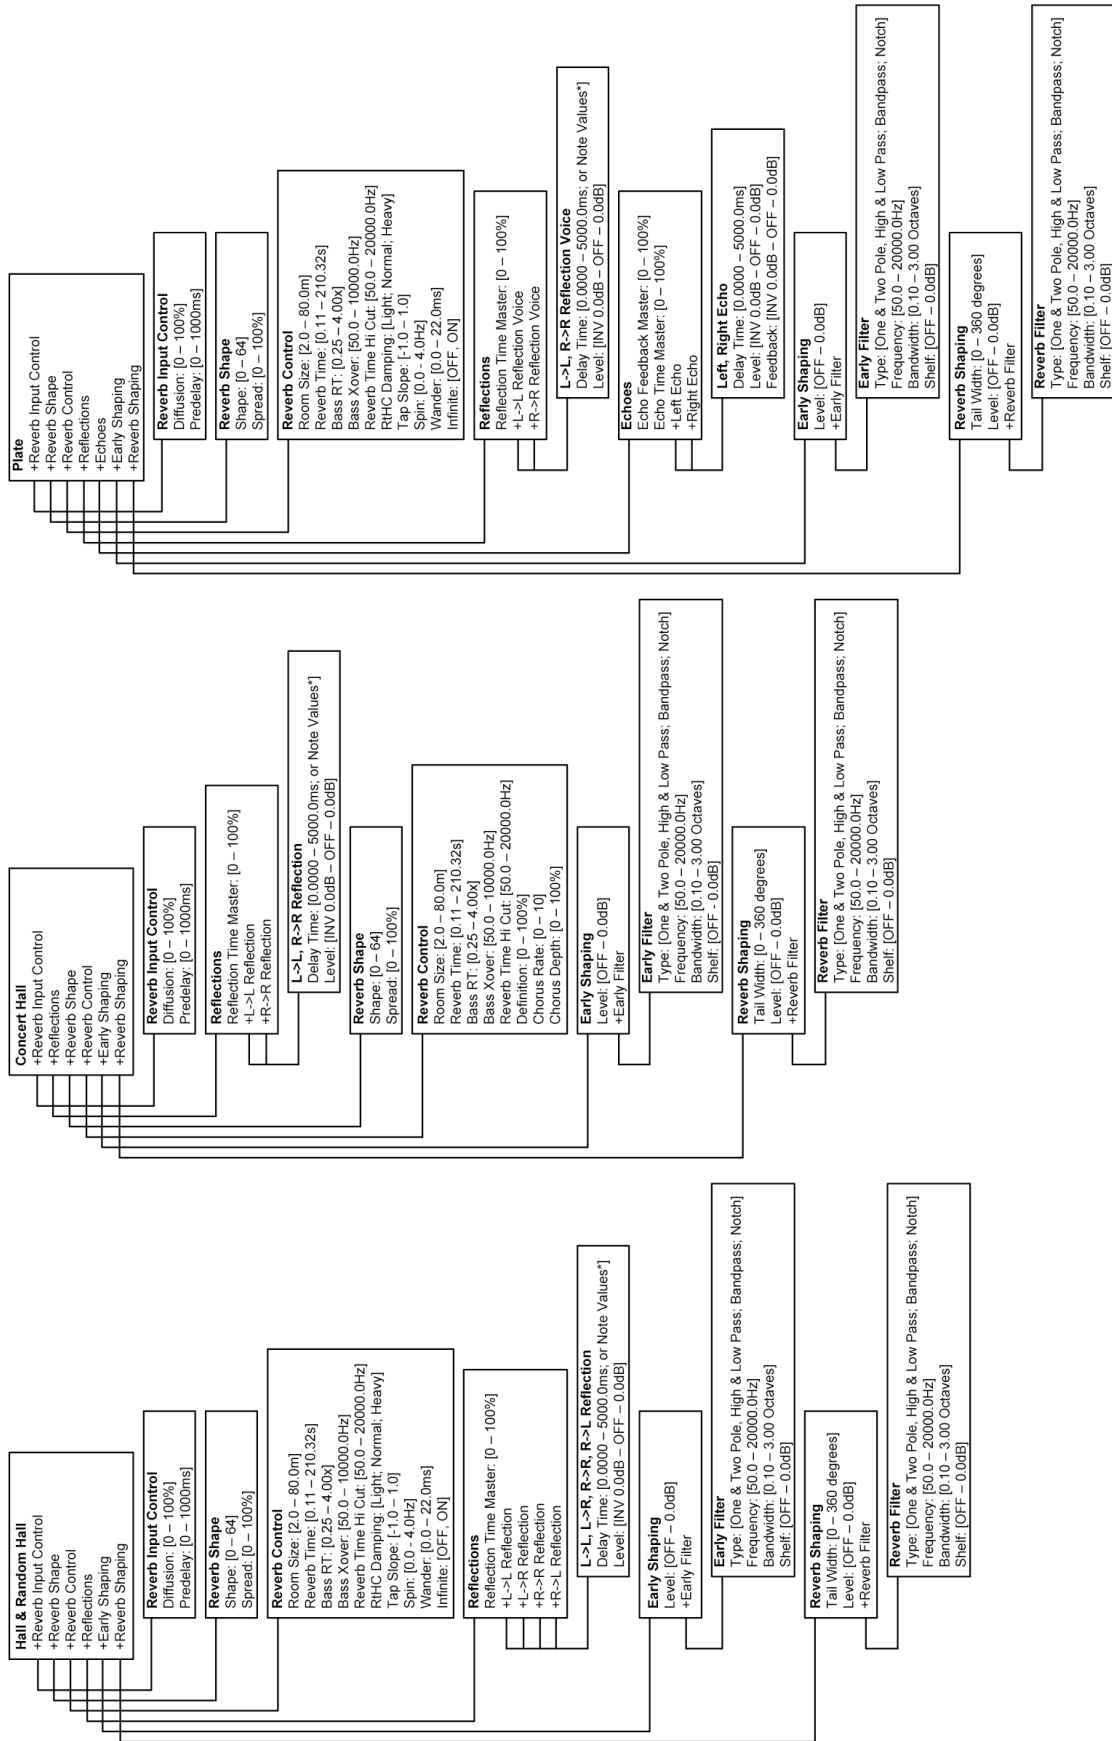 Hall & Random Hall
+Reverb Input Control
+Reverb Shape
+Reverb Control
+Reflections
+Early Shaping
+Reverb Shaping
Reverb Input Control
Diffusion: [0 – 100%]
Predelay: [0 – 1000ms]
Reverb Shape
Shape: [0 – 64]
Spread: [0 – 100%]
Reverb Control
Room Size: [2.0 – 80.0m]
Reverb Time: [0.11 – 210.32s]
Bass RT: [0.25 – 4.00x]
Bass Xover: [50.0 – 10000.0Hz]
Reverb Time Hi Cut: [50.0 – 20000.0Hz]
RtHC Damping: [Light; Normal; Heavy]
Tap Slope: [-1.0 – 1.0]
Spin: [0.0 - 4.0Hz]
Wander: [0.0 – 22.0ms]
Infinite: [OFF, ON]
Reflections
Reflection Time Master: [0 – 100%]
+L->L Reflection
+L->R Reflection
+R->R Reflection
+R->L Reflection
L->L, L->R, R->R, R->L Reflection
Delay Time: [0.0000 – 5000.0ms; or Note Values*]
Level: [INV 0.0dB – OFF – 0.0dB]
Early Shaping
Level: [OFF – 0.0dB]
+Early Filter
Early Filter
Type: [One & Two Pole, High & Low Pass; Bandpass; Notch]
Frequency: [50.0 – 20000.0Hz]
Bandwidth: [0.10 – 3.00 Octaves]
Shelf: [OFF – 0.0dB]
Reverb Shaping
Tail Width: [0 – 360 degrees]
Level: [OFF – 0.0dB]
+Reverb Filter
Reverb Filter
Type: [One & Two Pole, High & Low Pass; Bandpass; Notch]
Frequency: [50.0 – 20000.0Hz]
Bandwidth: [0.10 – 3.00 Octaves]
Shelf: [OFF – 0.0dB]
Concert Hall
+Reverb Input Control
+Reflections
+Reverb Shape
+Reverb Control
+Early Shaping
+Reverb Shaping
Reverb Input Control
Diffusion: [0 – 100%]
Predelay: [0 – 1000ms]
Reflections
Reflection Time Master: [0 – 100%]
+L->L Reflection
+R->R Reflection
L->L, R->R Reflection
Delay Time: [0.0000 – 5000.0ms; or Note Values*]
Level: [INV 0.0dB – OFF – 0.0dB]
Reverb Shape
Shape: [0 – 64]
Spread: [0 – 100%]
Reverb Control
Room Size: [2.0 – 80.0m]
Reverb Time: [0.11 – 210.32s]
Bass RT: [0.25 – 4.00x]
Bass Xover: [50.0 – 10000.0Hz]
Reverb Time Hi Cut: [50.0 – 20000.0Hz]
Definition: [0 – 100%]
Chorus Rate: [0 – 10]
Chorus Depth: [0 – 100%]
Early Shaping
Level: [OFF – 0.0dB]
+Early Filter
Early Filter
Type: [One & Two Pole, High & Low Pass; Bandpass; Notch]
Frequency: [50.0 – 20000.0Hz]
Bandwidth: [0.10 – 3.00 Octaves]
Shelf: [OFF - 0.0dB]
Reverb Shaping
Tail Width: [0 – 360 degrees]
Level: [OFF – 0.0dB]
+Reverb Filter
Reverb Filter
Type: [One & Two Pole, High & Low Pass; Bandpass; Notch]
Frequency: [50.0 – 20000.0Hz]
Bandwidth: [0.10 – 3.00 Octaves]
Shelf: [OFF – 0.0dB]
Plate
+Reverb Input Control
+Reverb Shape
+Reverb Control
+Reflections
+Echoes
+Early Shaping
+Reverb Shaping
Reverb Input Control
Diffusion: [0 – 100%]
Predelay: [0 – 1000ms]
Reverb Shape
Shape: [0 – 64]
Spread: [0 – 100%]
Reverb Control
Room Size: [2.0 – 80.0m]
Reverb Time: [0.11 – 210.32s]
Bass RT: [0.25 – 4.00x]
Bass Xover: [50.0 – 10000.0Hz]
Reverb Time Hi Cut: [50.0 – 20000.0Hz]
RtHC Damping: [Light; Normal; Heavy]
Tap Slope: [-1.0 – 1.0]
Spin: [0.0 - 4.0Hz]
Wander: [0.0 – 22.0ms]
Infinite: [OFF, ON]
Reflections
Reflection Time Master: [0 – 100%]
+L->L Reflection Voice
+R->R Reflection Voice
L->L, R->R Reflection Voice
Delay Time: [0.0000 – 5000.0ms; or Note Values*]
Level: [INV 0.0dB – OFF – 0.0dB]
Echoes
Echo Feedback Master: [0 – 100%]
Echo Time Master: [0 – 100%]
+Left Echo
+Right Echo
Left, Right Echo
Delay Time: [0.0000 – 5000.0ms]
Level: [INV 0.0dB – OFF – 0.0dB]
Feedback: [INV 0.0dB – OFF – 0.0dB]
Early Shaping
Level: [OFF – 0.0dB]
+Early Filter
Early Filter
Type: [One & Two Pole, High & Low Pass; Bandpass; Notch]
Frequency: [50.0 – 20000.0Hz]
Bandwidth: [0.10 – 3.00 Octaves]
Shelf: [OFF – 0.0dB]
Reverb Shaping
Tail Width: [0 – 360 degrees]
Level: [OFF – 0.0dB]
+Reverb Filter
Reverb Filter
Type: [One & Two Pole, High & Low Pass; Bandpass; Notch]
Frequency: [50.0 – 20000.0Hz]
Bandwidth: [0.10 – 3.00 Octaves]
Shelf: [OFF – 0.0dB]